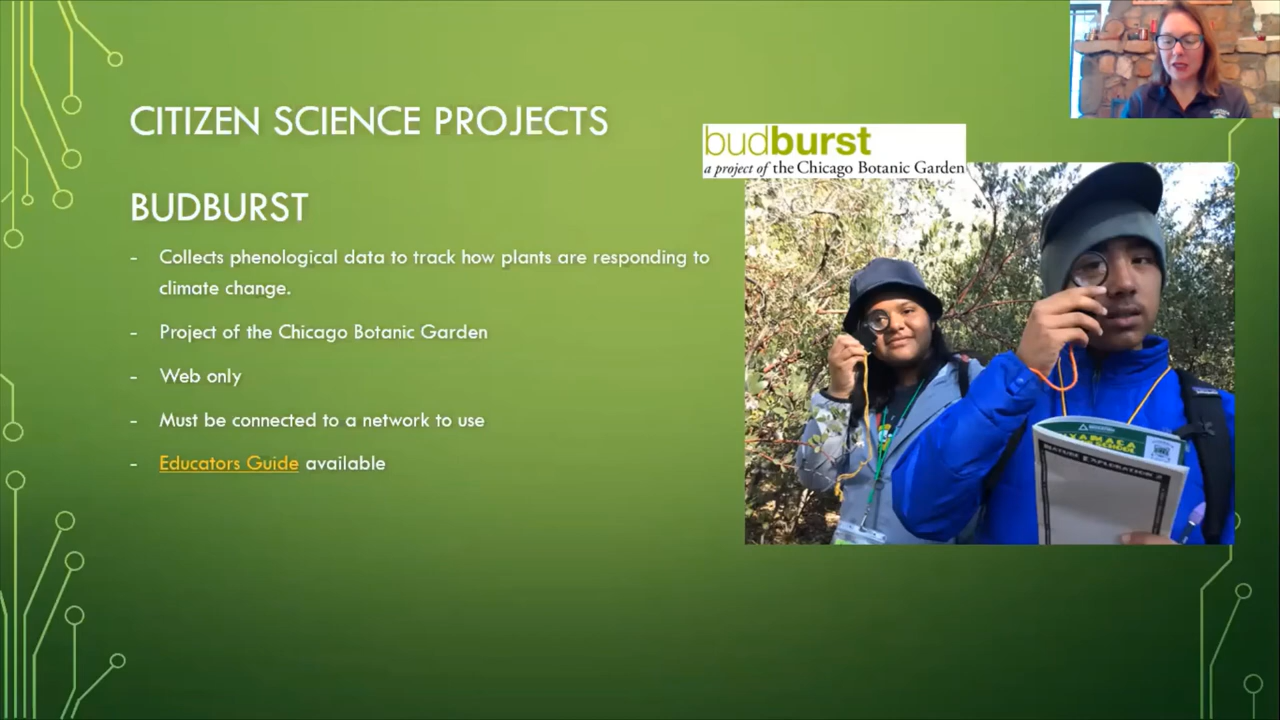 CITIZEN SCIENCE PROJECTS
BUDBURST
- Collects phenological data to track how plants are responding to
climate change.
- Project of the Chicago Botanic Garden
- Web only
- Must be connected to a network to use
- Educators Guide available
budburst
a project of the Chicago Botanic Garden
NATURE EXPLORATION